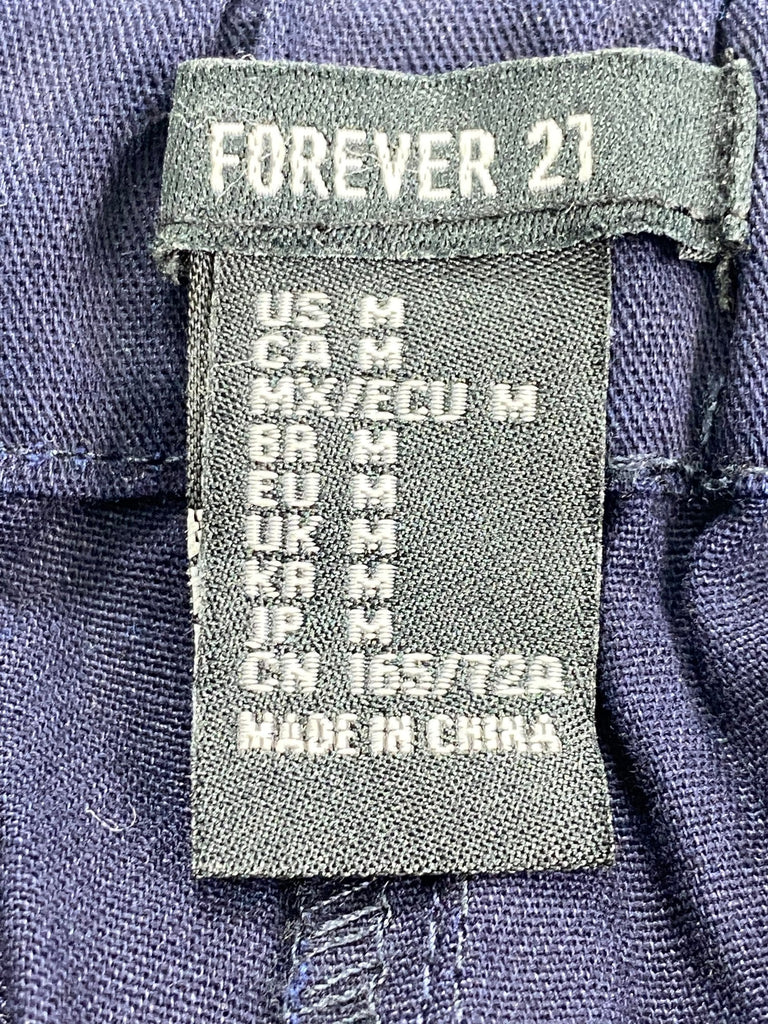 FOREVER 21
US M
CA M
MX/ECU M
BR M
EU M
UK M
KR M
JP M
CN 165/72A
MADE IN CHINA